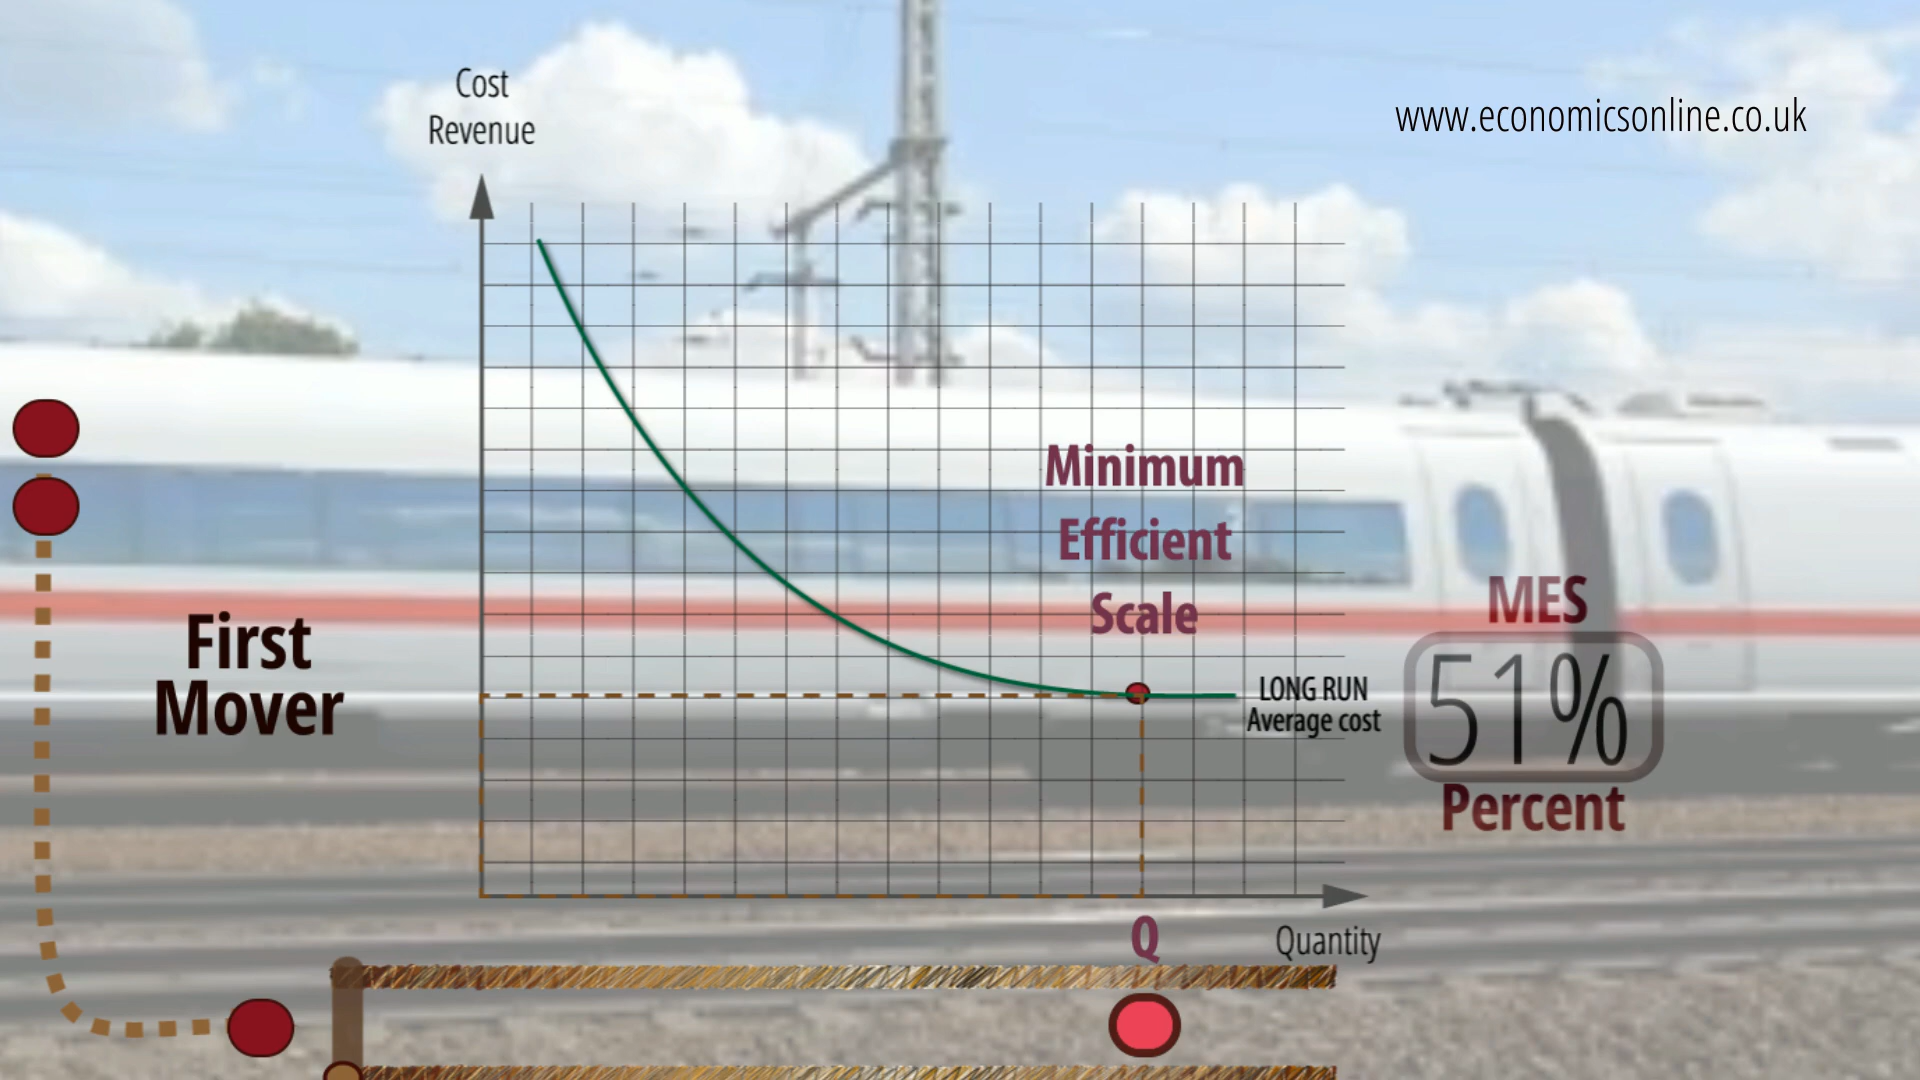 Cost
Revenue
www.economicsonline.co.uk
Minimum
Efficient
Scale
First
Mover
MES
51%
Percent
LONG RUN
Average cost
Q
Quantity